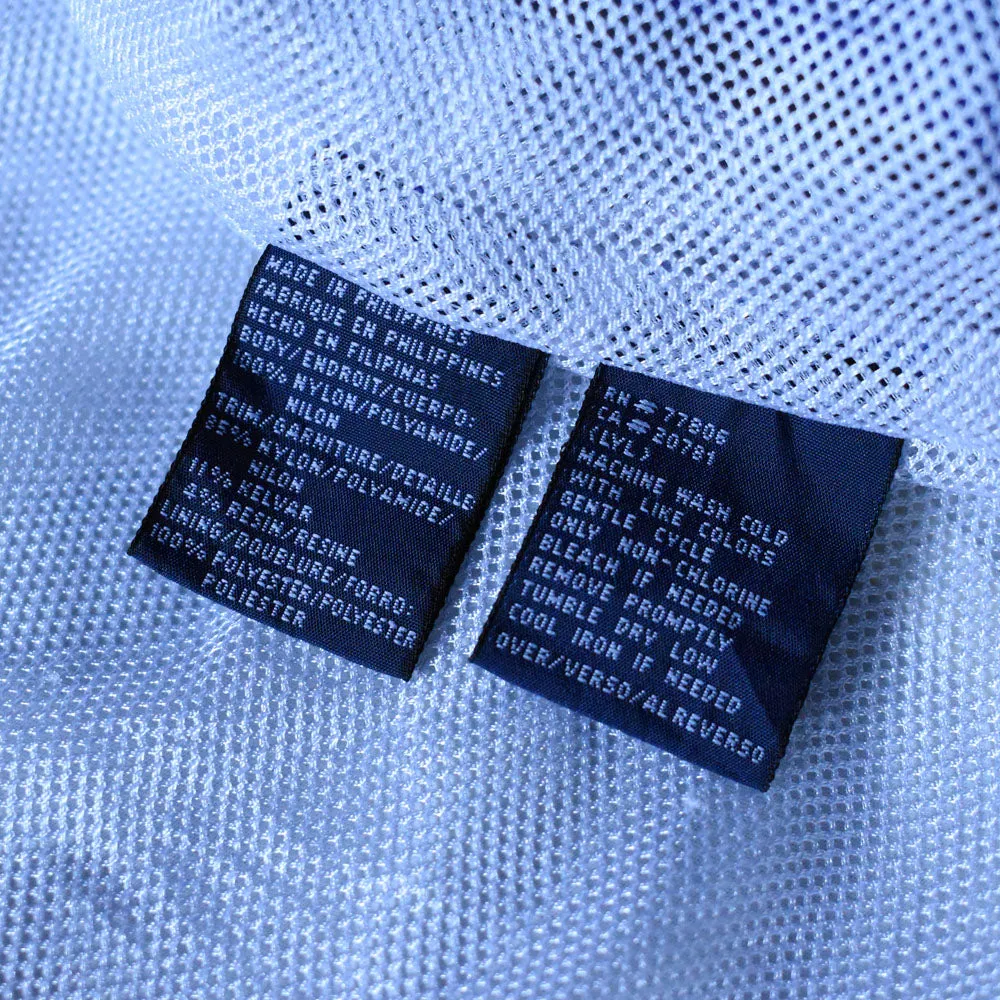 MADE IN PHILIPPINES
FABRIQUE EN PHILIPPINES
HECHO EN FILIPINAS
BODY/ENDROIT/CUERPO:
100% NYLON/POLYAMIDE/
NILON
TRIM/GARNITURE/DETALLE
85% NYLON/POLYAMIDE/
NILON
11% KEVLAR
4% RESIN/RESINE
LINING/DOUBLURE/FORRO:
100% POLYESTER/POLYESTER
POLIESTER
RN # 77806
CA # 20781
(LYL)
MACHINE WASH COLD
WITH LIKE COLORS
GENTLE CYCLE
ONLY NON-CHLORINE
BLEACH IF NEEDED
REMOVE PROMPTLY
TUMBLE DRY LOW
COOL IRON IF NEEDED
OVER/VERSO/AL REVERSO